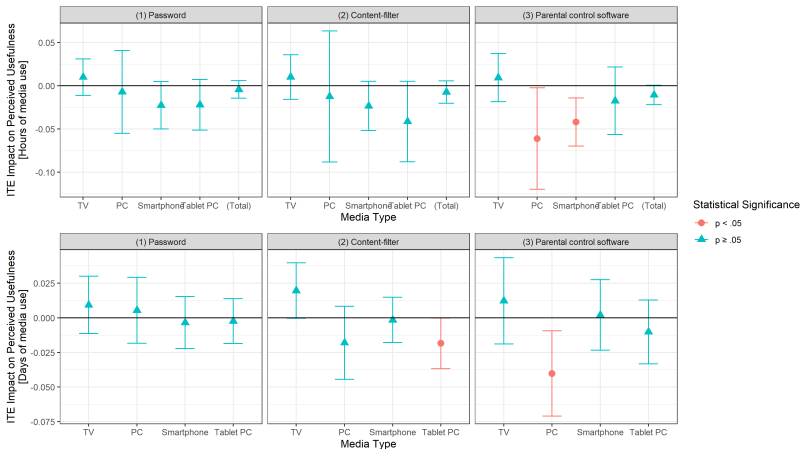 (1) Password
(2) Content-filter
(3) Parental control software
ITE Impact on Perceived Usefulness
[Hours of media use]
0.05
0.00
-0.05
-0.10
TV PC Smartphone Tablet PC (Total)
TV PC Smartphone Tablet PC (Total)
TV PC Smartphone Tablet PC (Total)
Media Type
Statistical Significance
p < .05
p ≥ .05
(1) Password
(2) Content-filter
(3) Parental control software
ITE Impact on Perceived Usefulness
[Days of media use]
0.025
0.000
-0.025
-0.050
-0.075
TV PC Smartphone Tablet PC
TV PC Smartphone Tablet PC
TV PC Smartphone Tablet PC
Media Type